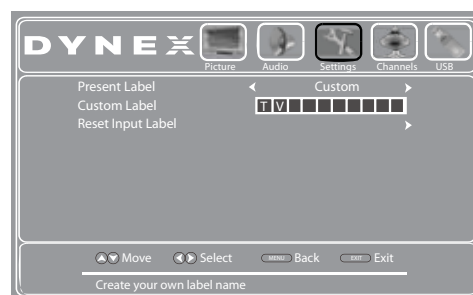 DYNEX
Picture Audio Settings Channels USB
Present Label Custom
Custom Label TV
Reset Input Label
Move Select MENU Back EXIT Exit
Create your own label name